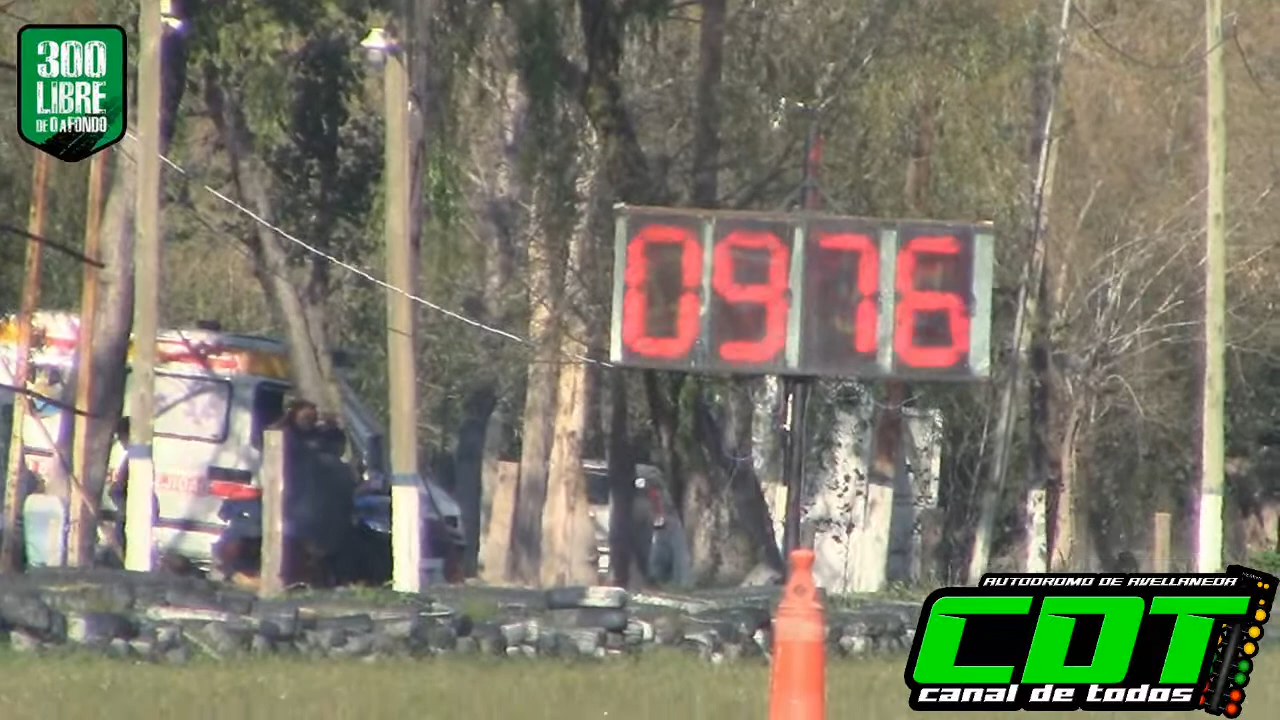 300
LIBRE
DE 0 A FONDO
0976
AUTODROMO DE AVELLANEDA
CDT
canal de todos